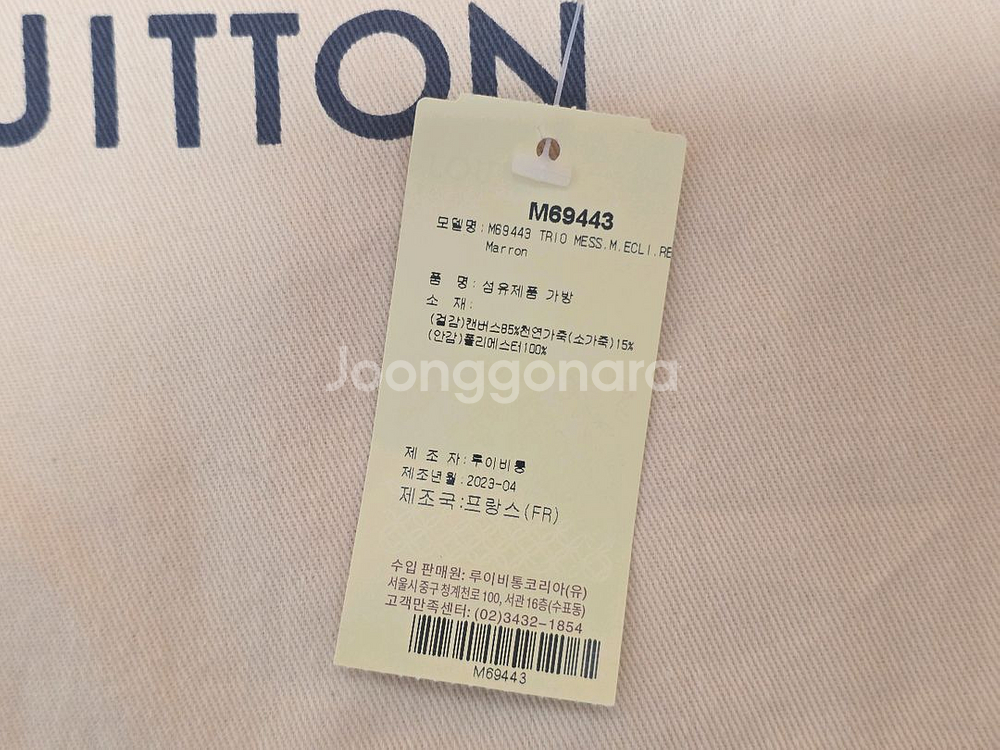 UITTON
M69443
모델명:M69443 TRIO MESS.M.ECLI.RE
Marron
품 명: 섬유제품 가방
소 재:
(겉감)캔버스85%천연가죽(소가죽)15%
(안감)폴리에스터100%
Joonggonara
제 조 자:루이비통
제조년월:2023-04
제조국:프랑스(FR)
수입 판매원: 루이비통코리아(유)
서울시 중구 청계천로 100, 서관 16층(수표동)
고객만족센터: (02)3432-1854
M69443